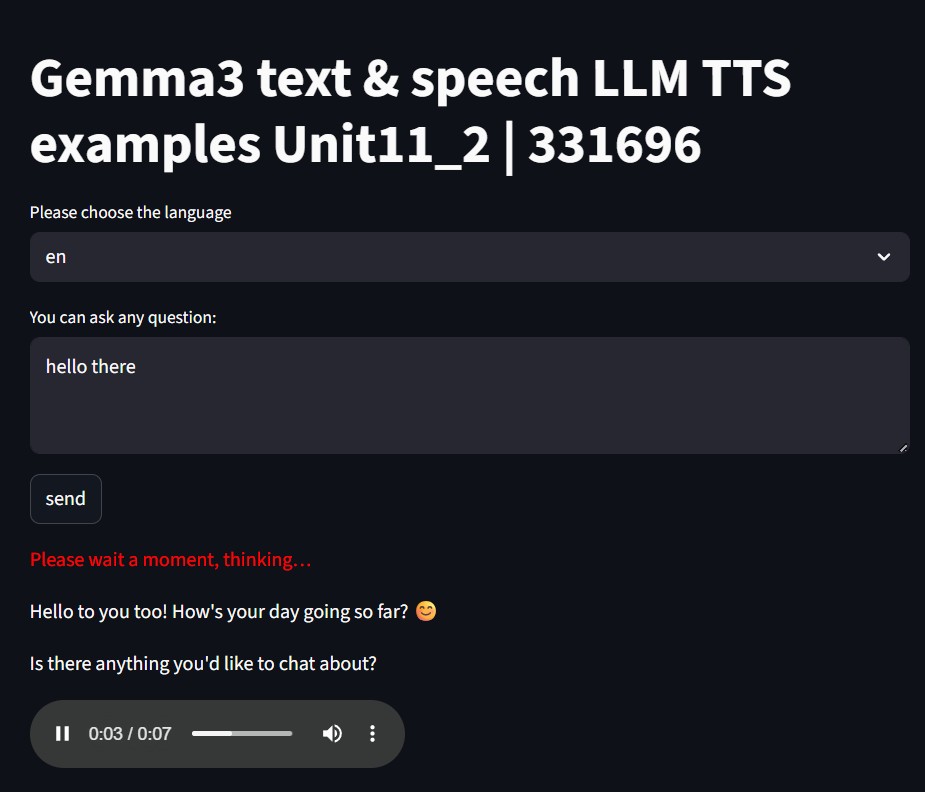 Gemma3 text & speech LLM TTS
examples Unit11_2 | 331696
Please choose the language
en
You can ask any question:
hello there
send
Please wait a moment, thinking…
Hello to you too! How's your day going so far? 😊
Is there anything you'd like to chat about?
0:03 / 0:07